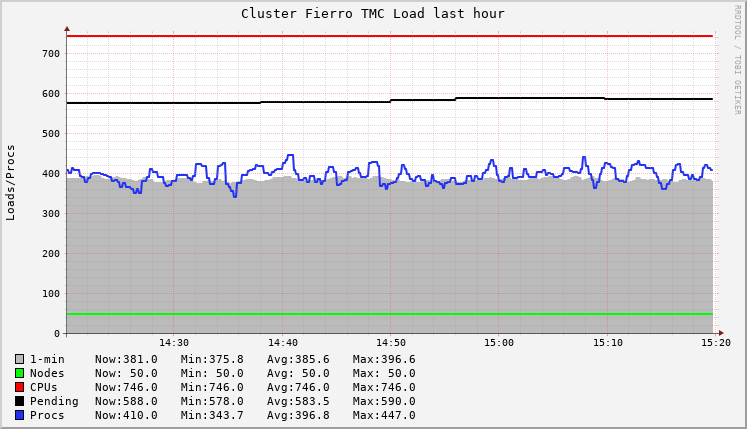 Cluster Fierro TMC Load last hour
RRDTOOL / TOBI OETIKER
Loads/Procs
700
600
500
400
300
200
100
0
14:30 14:40 14:50 15:00 15:10 15:20
1-min Now:381.0 Min:375.8 Avg:385.6 Max:396.6
Nodes Now: 50.0 Min: 50.0 Avg: 50.0 Max: 50.0
CPUs Now:746.0 Min:746.0 Avg:746.0 Max:746.0
Pending Now:588.0 Min:578.0 Avg:583.5 Max:590.0
Procs Now:410.0 Min:343.7 Avg:396.8 Max:447.0